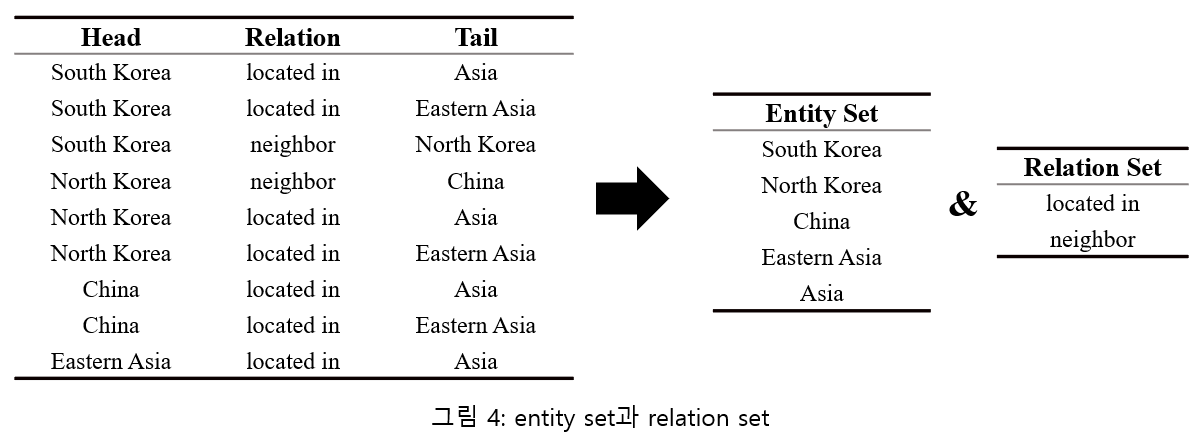 Head Relation Tail
South Korea located in Asia
South Korea located in Eastern Asia
South Korea neighbor North Korea
North Korea neighbor China
North Korea located in Asia
North Korea located in Eastern Asia
China located in Asia
China located in Eastern Asia
Eastern Asia located in Asia
Entity Set
South Korea
North Korea
China
Eastern Asia
Asia
&
Relation Set
located in
neighbor
그림 4: entity set과 relation set